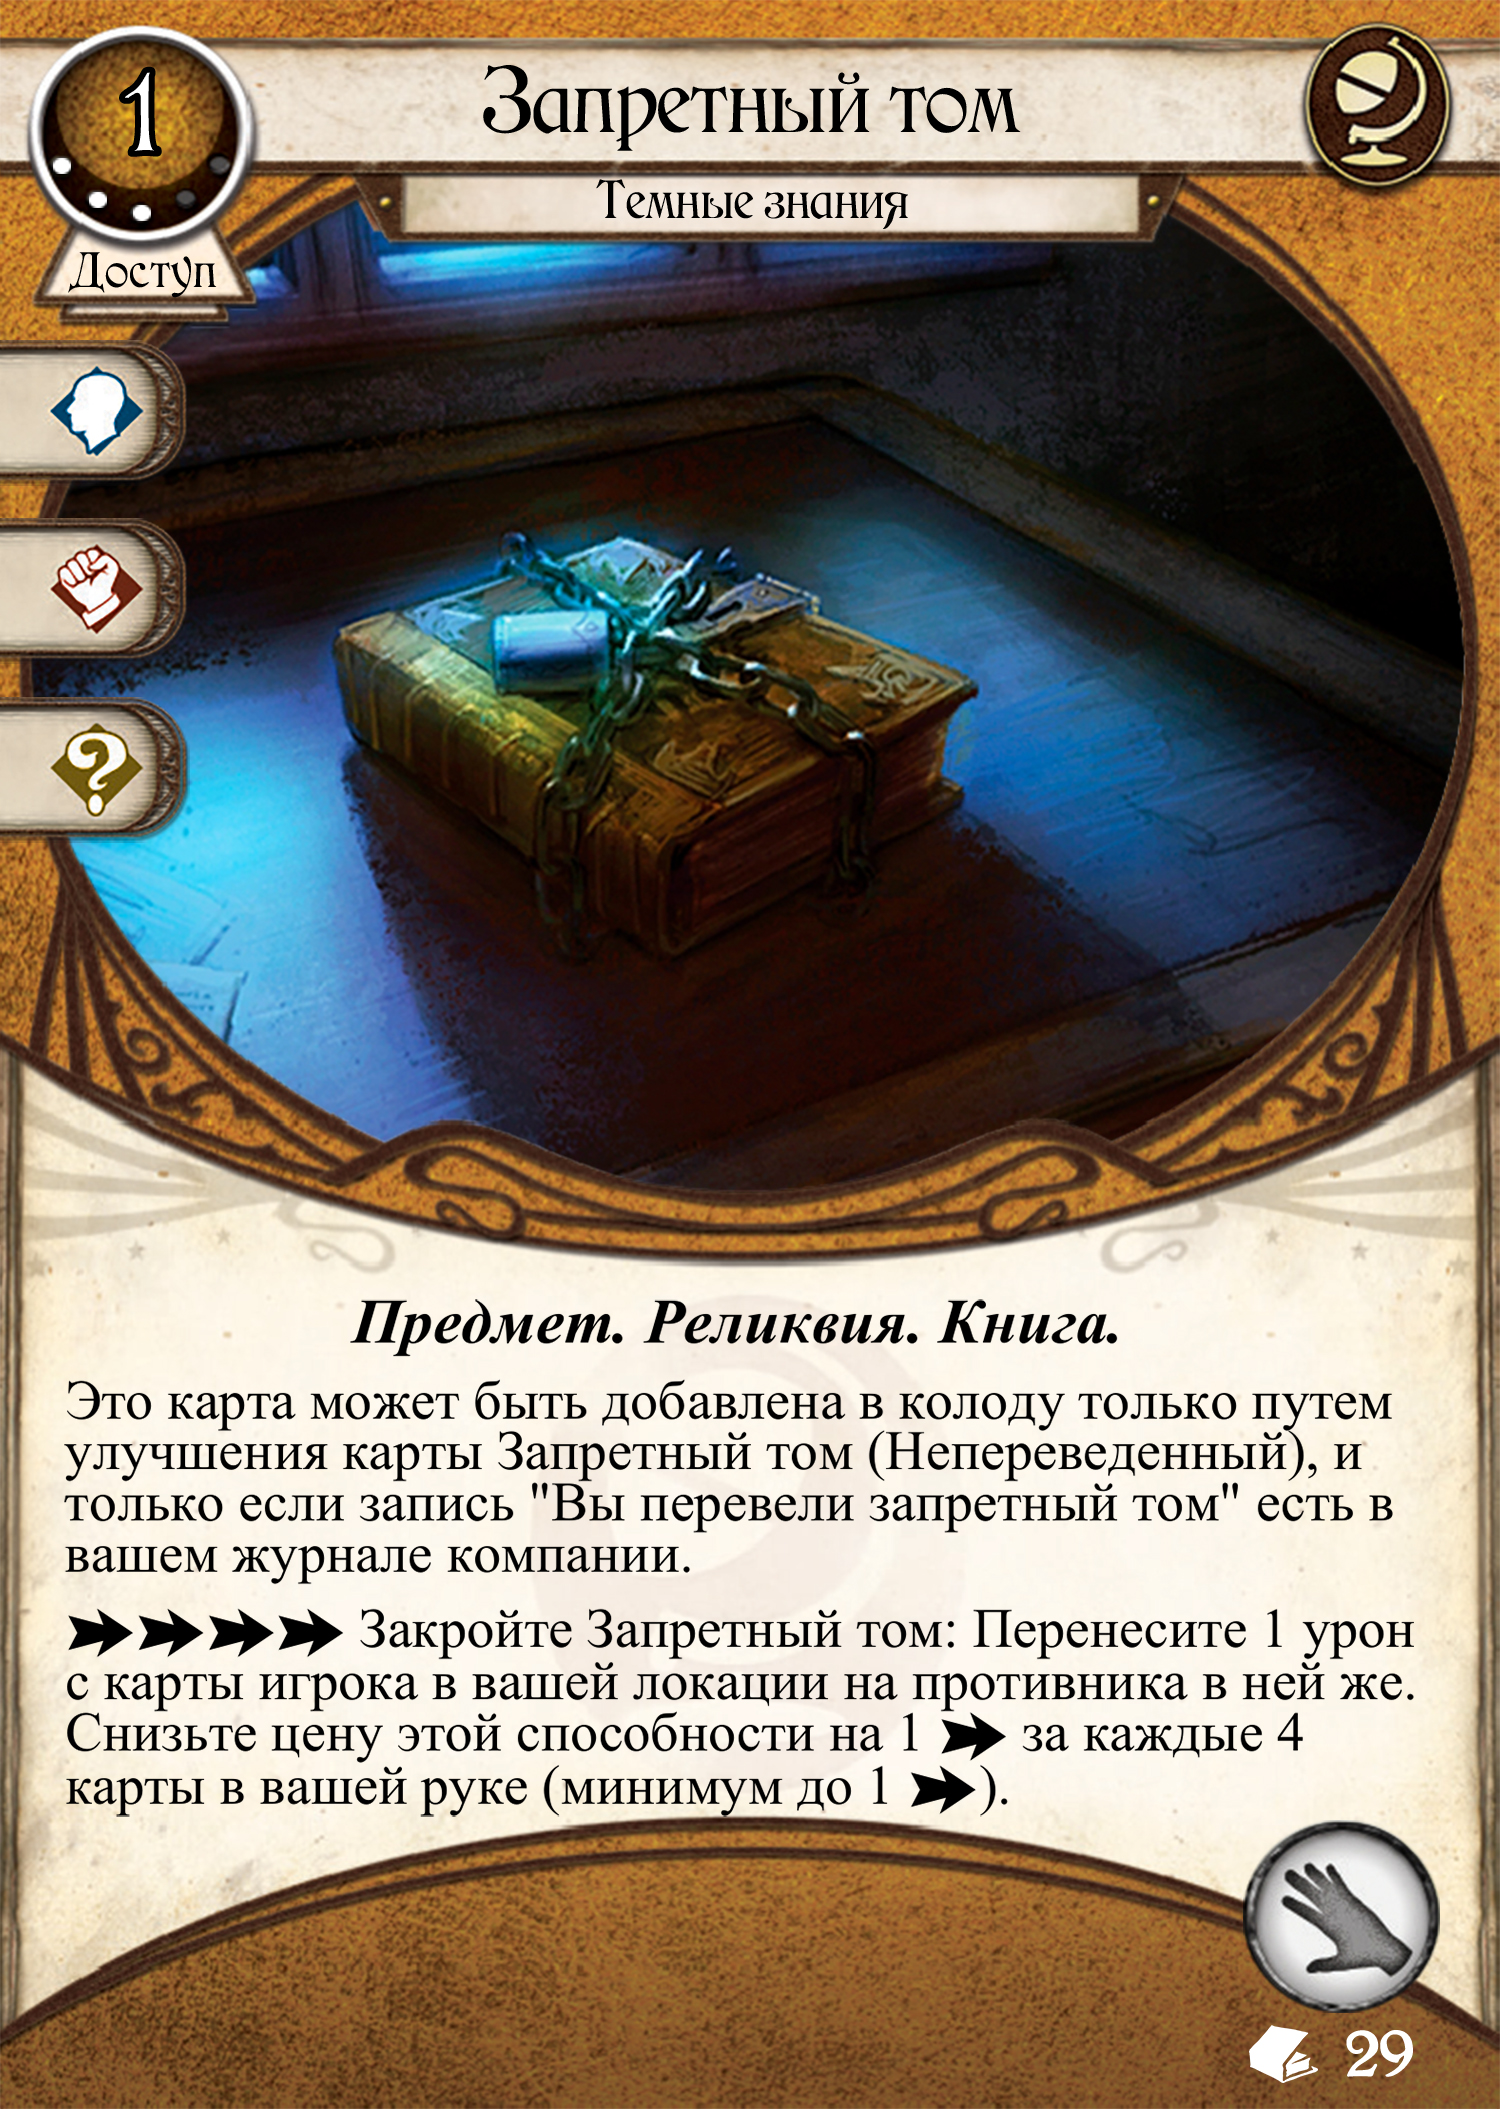 1
Запретный том
Темные знания
Доступ
Предмет. Реликвия. Книга.
Это карта может быть добавлена в колоду только путем
улучшения карты Запретный том (Непереведенный), и
только если запись "Вы перевели запретный том" есть в
вашем журнале компании.
Закройте Запретный том: Перенесите 1 урон
с карты игрока в вашей локации на противника в ней же.
Снизьте цену этой способности на 1 за каждые 4
карты в вашей руке (минимум до 1 ).
29